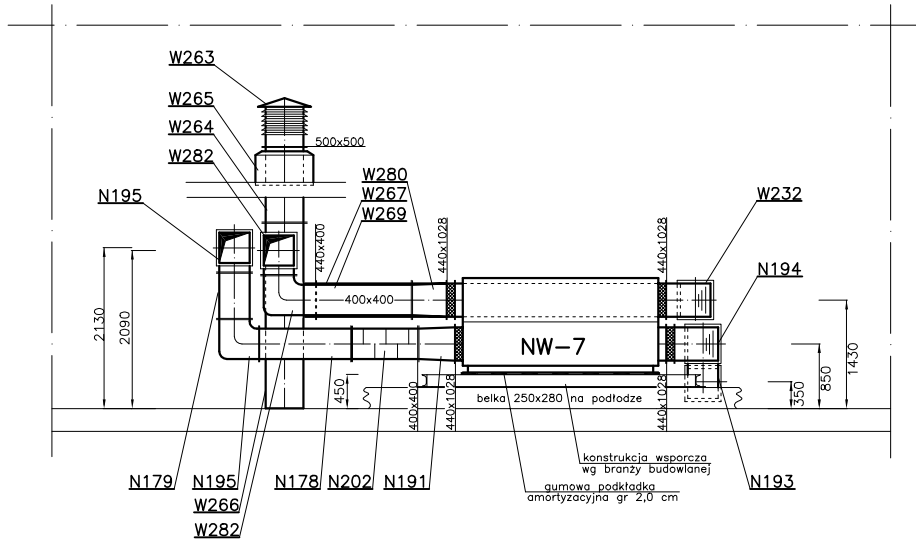 W263
W265
500x500
W264
W282
W280
N195
W267
W232
W269
440x400
440x1028
440x1028
N194
400x400
2130
2090
NW-7
1430
850
350
450
belka 250x280 na podłodze
400x400
440x1028
440x1028
konstrukcja wsporcza
wg branży budowlanej
N179
N195
N178
N202
N191
gumowa podkładka
amortyzacyjna gr 2,0 cm
N193
W266
W282